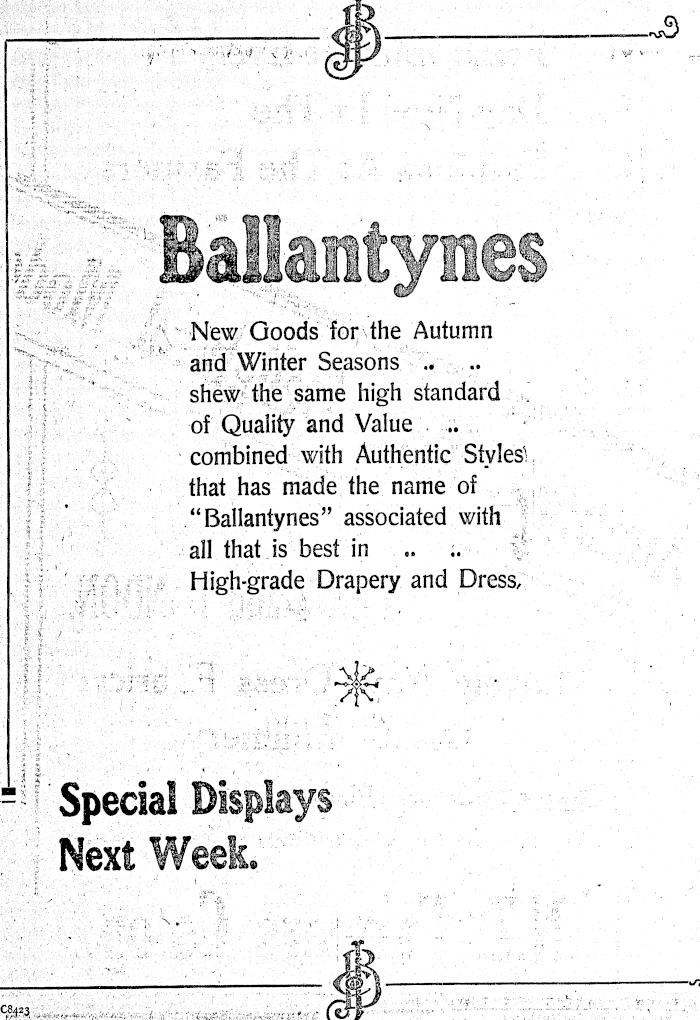 Ballantynes
New Goods for the Autumn
and Winter Seasons .. ..
shew the same high standard
of Quality and Value ..
combined with Authentic Styles
that has made the name of
“Ballantynes” associated with
all that is best in .. ..
High-grade Drapery and Dress.
Special Displays
Next Week.
C8423